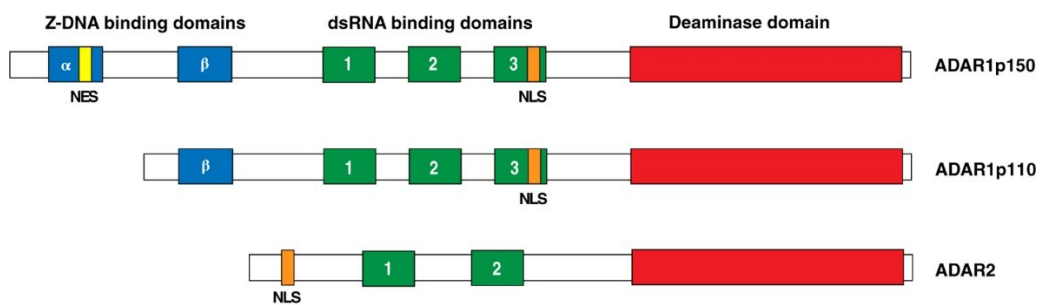 Z-DNA binding domains dsRNA binding domains Deaminase domain
α β 1 2 3 ADAR1p150
NES NLS
β 1 2 3 ADAR1p110
NLS
1 2 ADAR2
NLS